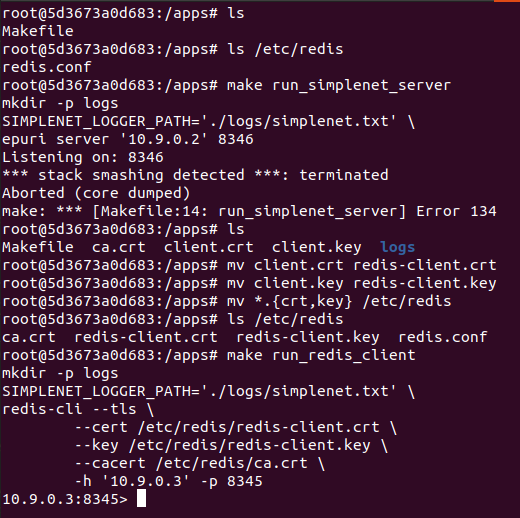 root@5d3673a0d683:/apps# ls
Makefile
root@5d3673a0d683:/apps# ls /etc/redis
redis.conf
root@5d3673a0d683:/apps# make run_simplenet_server
mkdir -p logs
SIMPLENET_LOGGER_PATH='./logs/simplenet.txt' \
epuri server '10.9.0.2' 8346
Listening on: 8346
*** stack smashing detected ***: terminated
Aborted (core dumped)
make: *** [Makefile:14: run_simplenet_server] Error 134
root@5d3673a0d683:/apps# ls
Makefile  ca.crt  client.crt  client.key  logs
root@5d3673a0d683:/apps# mv client.crt redis-client.crt
root@5d3673a0d683:/apps# mv client.key redis-client.key
root@5d3673a0d683:/apps# mv *.{crt,key} /etc/redis
root@5d3673a0d683:/apps# ls /etc/redis
ca.crt  redis-client.crt  redis-client.key  redis.conf
root@5d3673a0d683:/apps# make run_redis_client
mkdir -p logs
SIMPLENET_LOGGER_PATH='./logs/simplenet.txt' \
redis-cli --tls \
        --cert /etc/redis/redis-client.crt \
        --key /etc/redis/redis-client.key \
        --cacert /etc/redis/ca.crt \
        -h '10.9.0.3' -p 8345
10.9.0.3:8345>